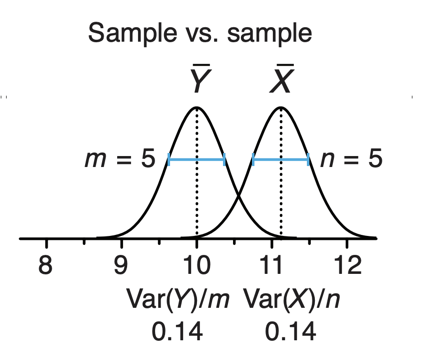 Sample vs. sample
Y̅ X̅
m = 5 n = 5
8 9 10 11 12
Var(Y)/m Var(X)/n
0.14 0.14